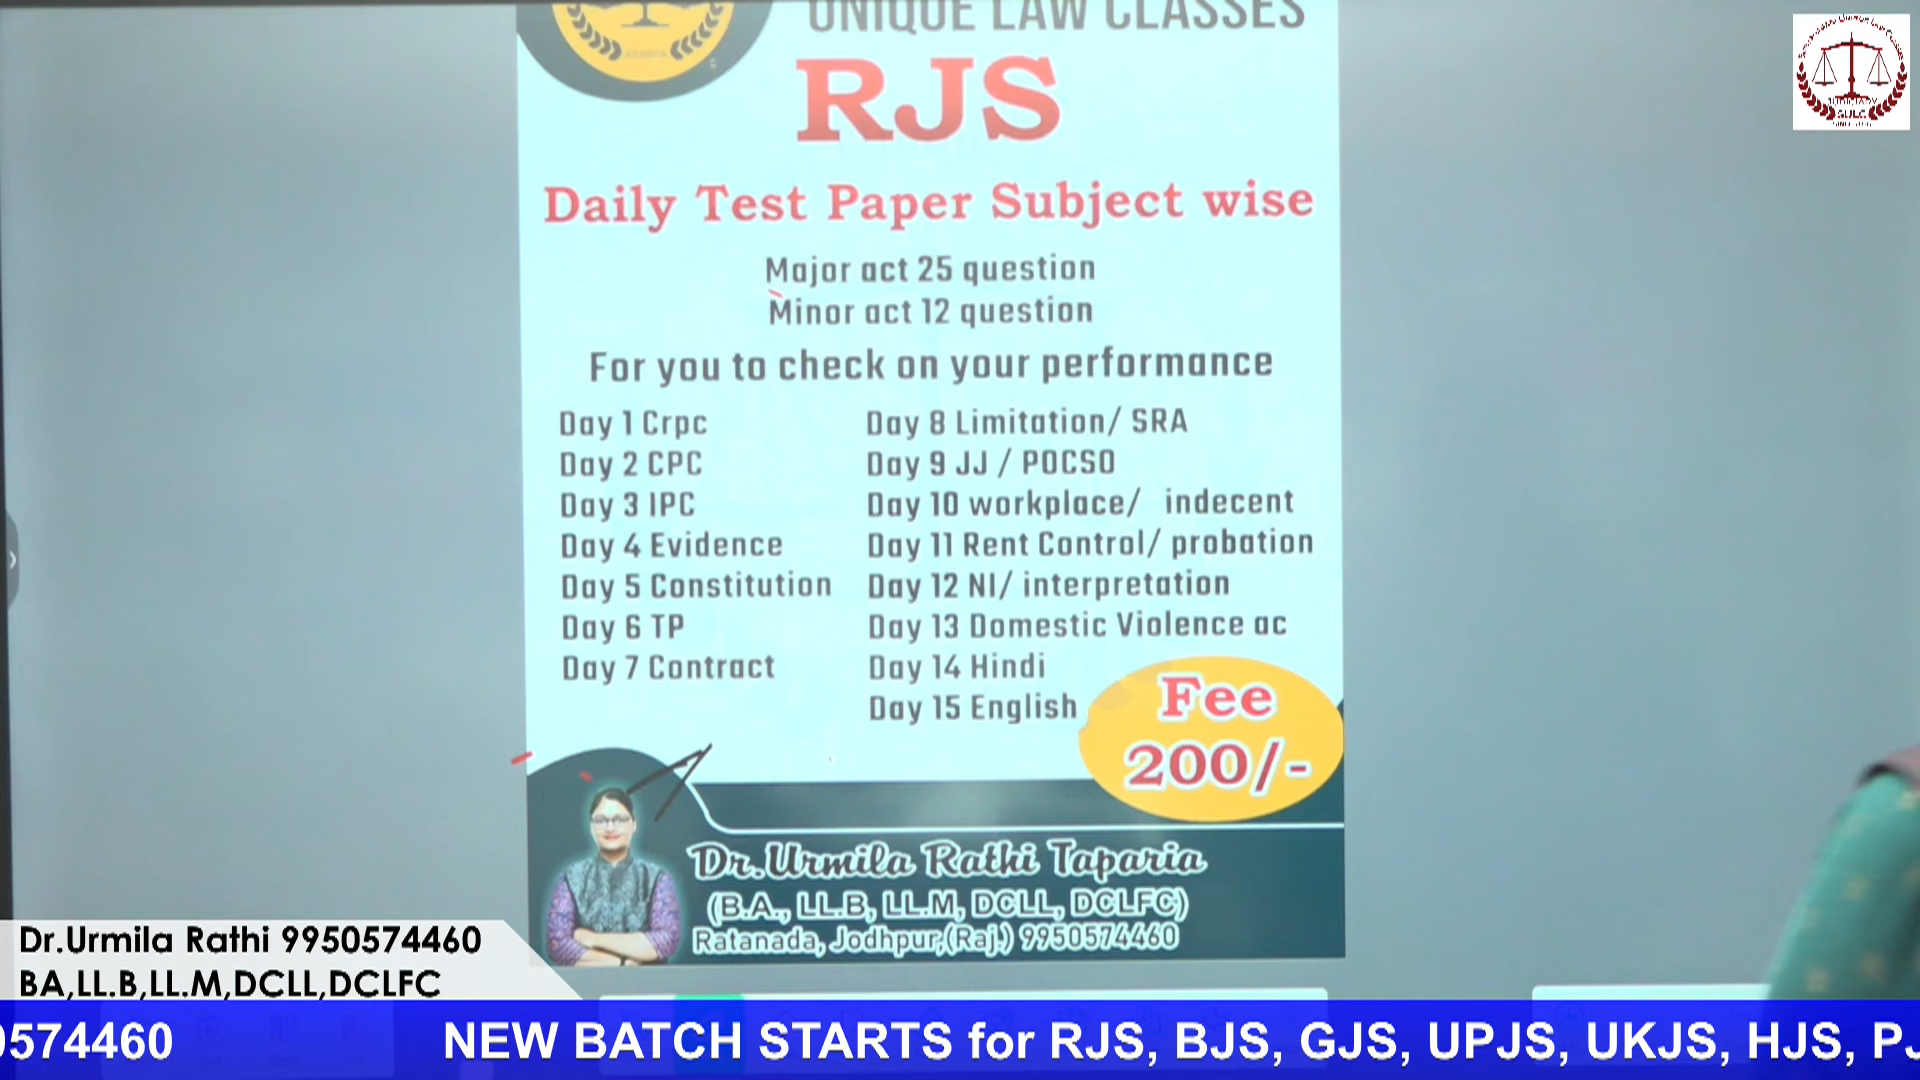 UNIQUE LAW CLASSES
RJS
Daily Test Paper Subject wise
Major act 25 question
Minor act 12 question
For you to check on your performance
Day 1 Crpc
Day 2 CPC
Day 3 IPC
Day 4 Evidence
Day 5 Constitution
Day 6 TP
Day 7 Contract
Day 8 Limitation/ SRA
Day 9 JJ / POCSO
Day 10 workplace/ indecent
Day 11 Rent Control/ probation
Day 12 NI/ interpretation
Day 13 Domestic Violence ac
Day 14 Hindi
Day 15 English
Fee
200/-
Dr.Urmila Rathi Taparia
(B.A., LL.B, LL.M, DCLL, DCLFC)
Ratanada, Jodhpur,(Raj.) 9950574460
Dr.Urmila Rathi 9950574460
BA,LL.B,LL.M,DCLL,DCLFC
0574460 NEW BATCH STARTS for RJS, BJS, GJS, UPJS, UKJS, HJS, PJ